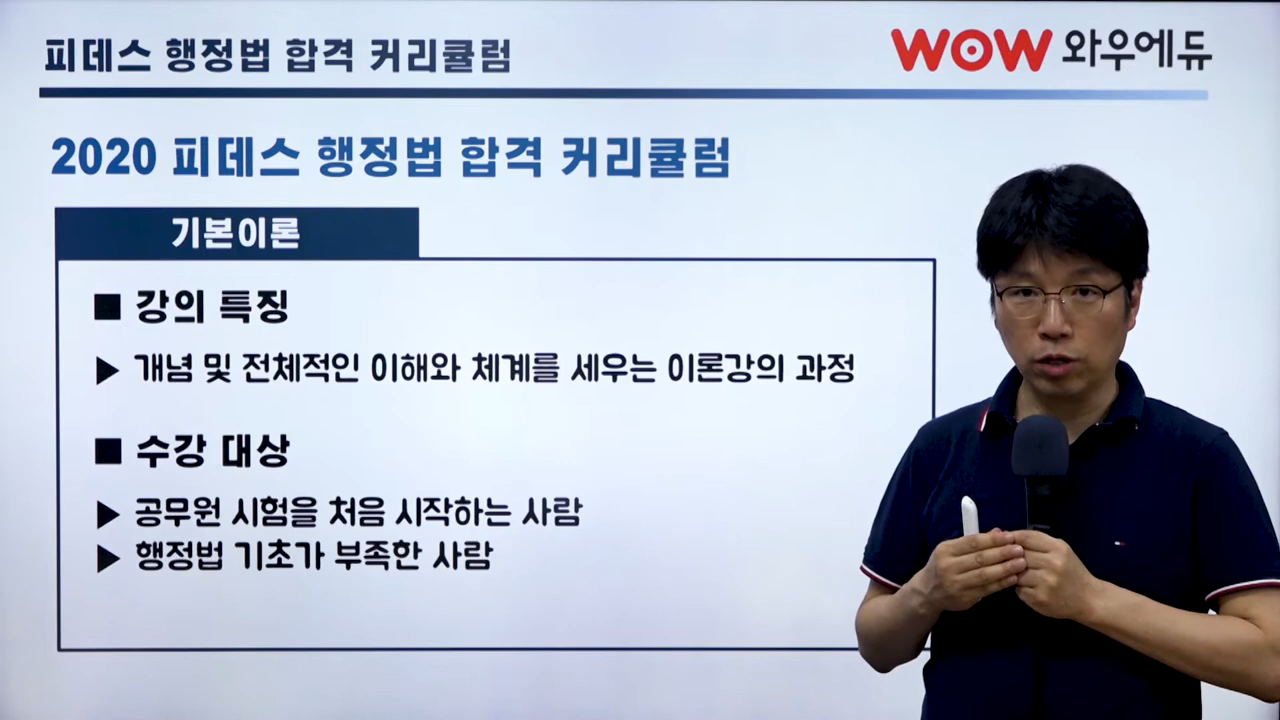 피데스 행정법 합격 커리큘럼
WOW 와우에듀
2020 피데스 행정법 합격 커리큘럼
기본이론
■ 강의 특징
▶ 개념 및 전체적인 이해와 체계를 세우는 이론강의 과정
■ 수강 대상
▶ 공무원 시험을 처음 시작하는 사람
▶ 행정법 기초가 부족한 사람